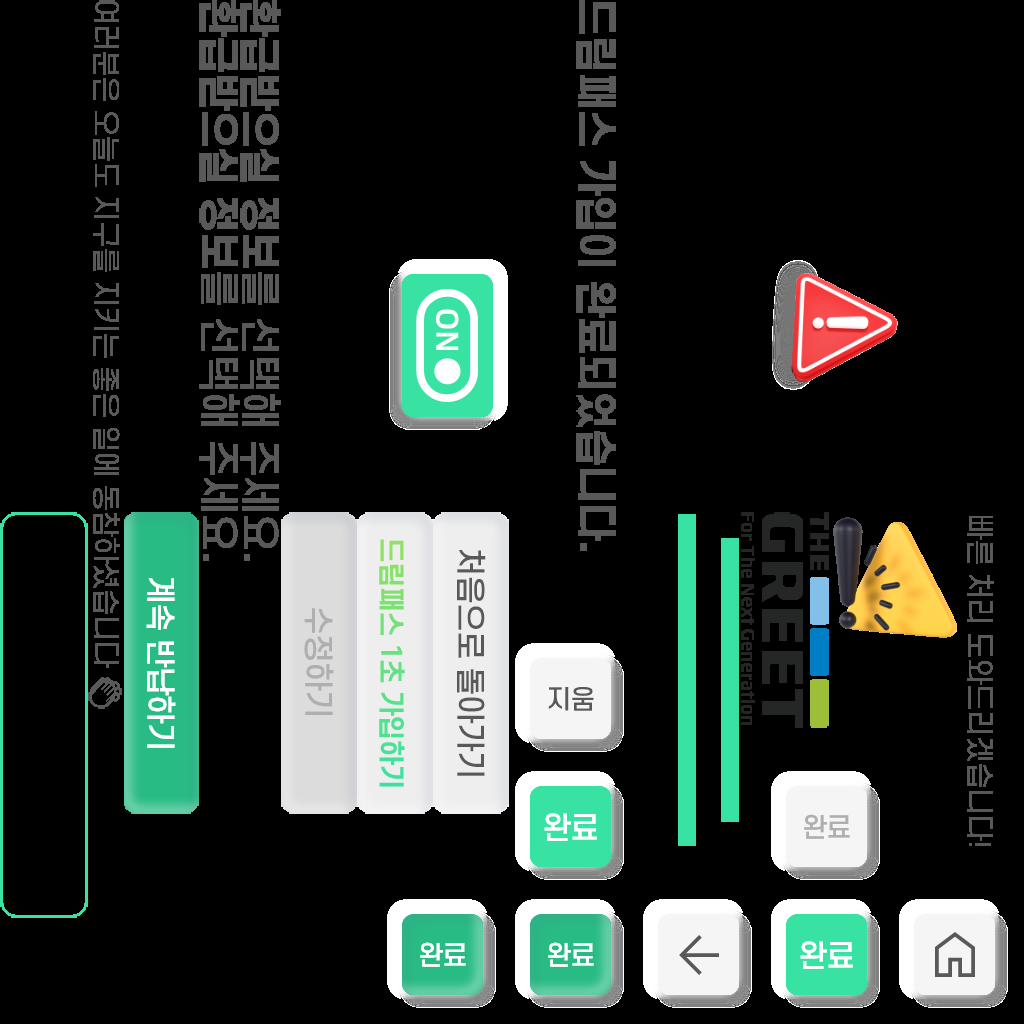 여러분은 오늘도 지구를 지키는 좋은 일에 동참하셨습니다
환급받으실 정보를 선택해 주세요.
환급받으실 정보를 선택해 주세요.
드림패스 가입이 완료되었습니다.
ON
계속 반납하기
수정하기
드림패스 1초 가입하기
처음으로 돌아가기
THE
GREET
For The Next Generation
빠른 처리 도와드리겠습니다!
지움
완료
완료
완료
완료
완료